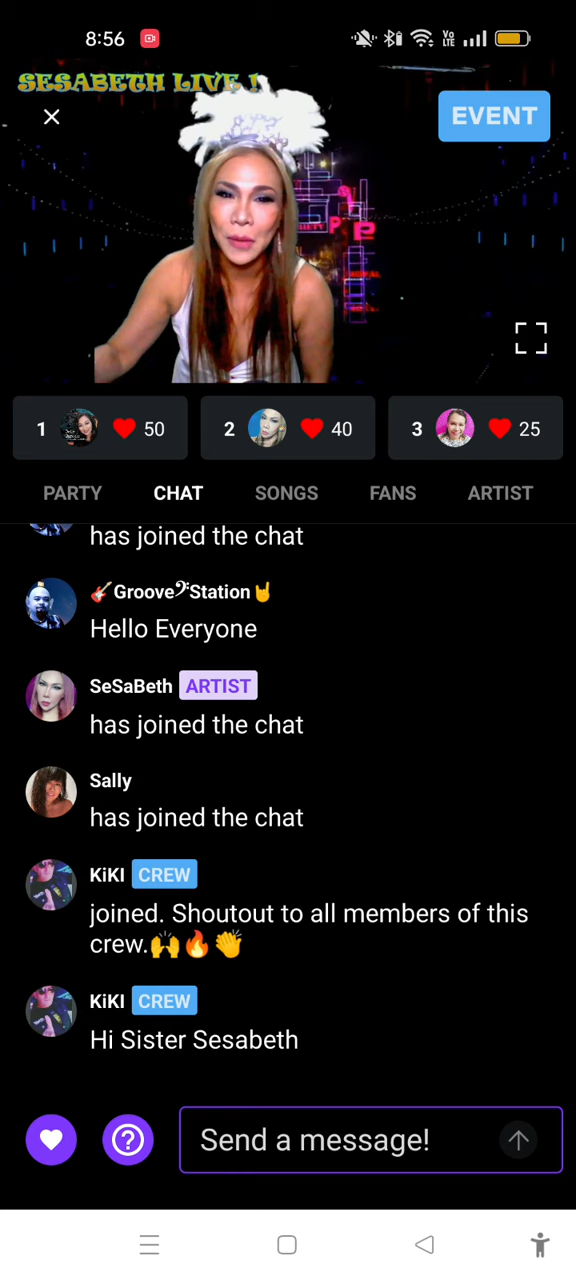 8:56
VO
LTE
SESABETH LIVE !
EVENT
1 50
2 40
3 25
PARTY
CHAT
SONGS
FANS
ARTIST
has joined the chat
🎸Groove𝄢Station🤘
Hello Everyone
SeSaBeth ARTIST
has joined the chat
Sally
has joined the chat
KiKI CREW
joined. Shoutout to all members of this
crew.🙌🔥👏
KiKI CREW
Hi Sister Sesabeth
Send a message!